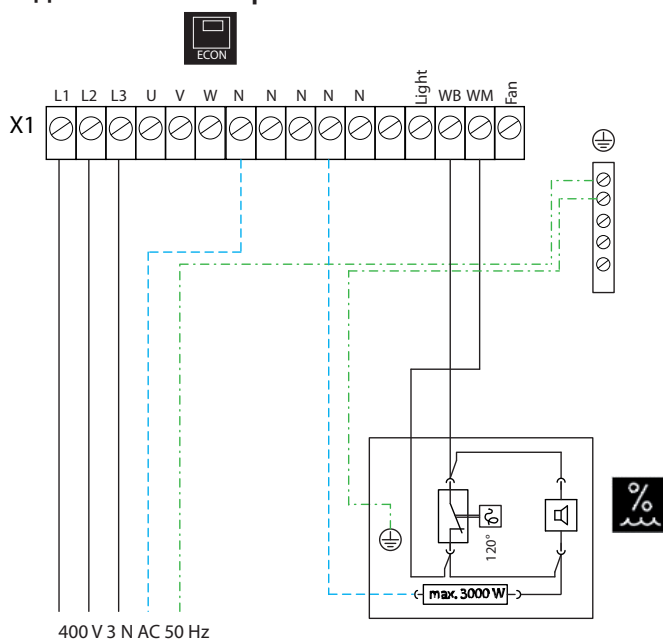 ECON
L1 L2 L3 U V W N N N N N Light WB WM Fan
X1
120°
%
max. 3000 W
400 V 3 N AC 50 Hz